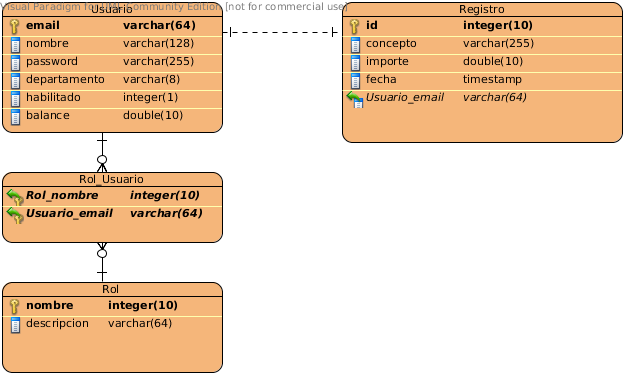 Visual Paradigm for UML Community Edition [not for commercial use]
Usuario
email varchar(64)
nombre varchar(128)
password varchar(255)
departamento varchar(8)
habilitado integer(1)
balance double(10)
Registro
id integer(10)
concepto varchar(255)
importe double(10)
fecha timestamp
Usuario_email varchar(64)
Rol_Usuario
Rol_nombre integer(10)
Usuario_email varchar(64)
Rol
nombre integer(10)
descripcion varchar(64)